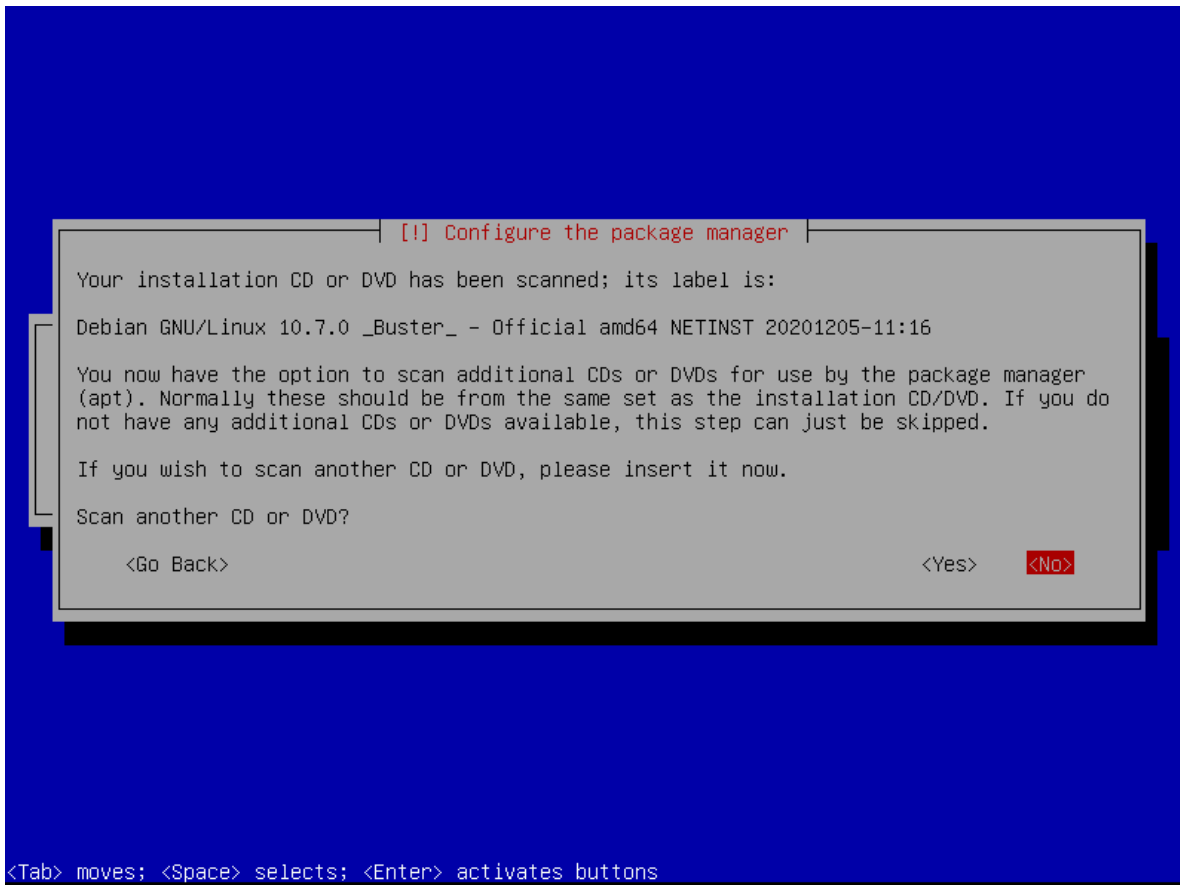 [!] Configure the package manager
Your installation CD or DVD has been scanned; its label is:
Debian GNU/Linux 10.7.0 _Buster_ - Official amd64 NETINST 20201205-11:16
You now have the option to scan additional CDs or DVDs for use by the package manager
(apt). Normally these should be from the same set as the installation CD/DVD. If you do
not have any additional CDs or DVDs available, this step can just be skipped.
If you wish to scan another CD or DVD, please insert it now.
Scan another CD or DVD?
<Go Back> <Yes> <No>
<Tab> moves; <Space> selects; <Enter> activates buttons